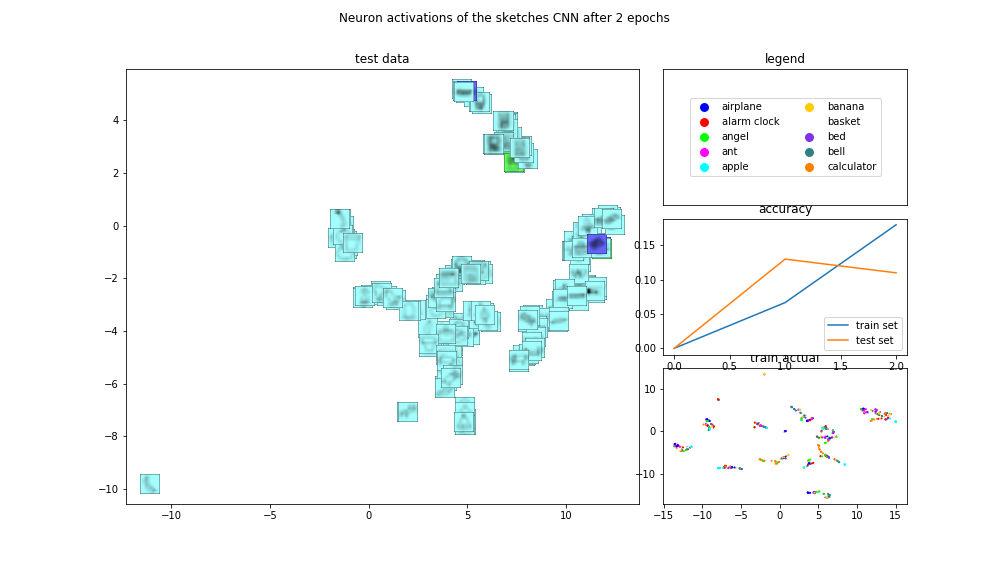 Neuron activations of the sketches CNN after 2 epochs
test data
4
2
0
−2
−4
−6
−8
−10
−10
−5
0
5
10
legend
airplane
alarm clock
angel
ant
apple
banana
basket
bed
bell
calculator
accuracy
0.15
0.10
0.05
0.00
0.0
0.5
1.0
1.5
2.0
train set
test set
train actual
10
0
−10
−15
−10
−5
0
5
10
15